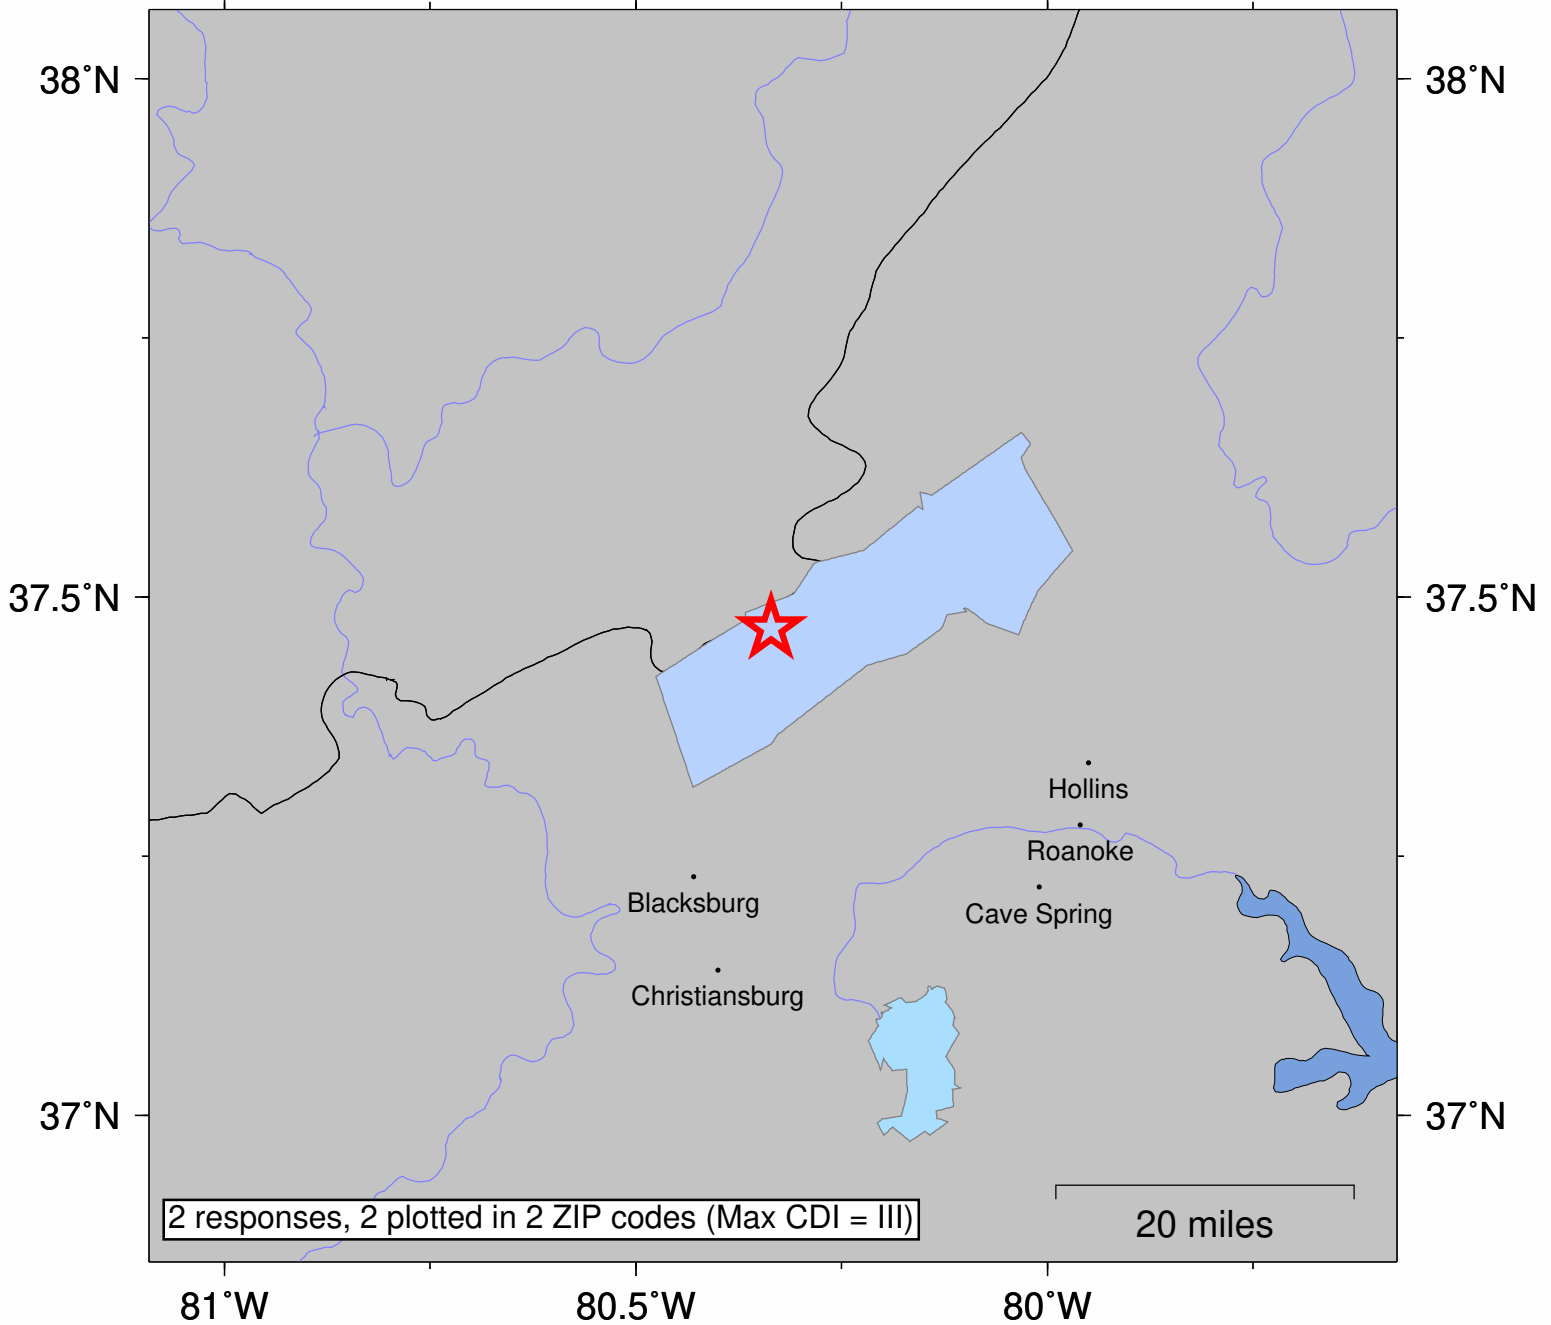 38˚N
38˚N
37.5˚N
37.5˚N
Hollins
Roanoke
Blacksburg
Cave Spring
Christiansburg
37˚N
37˚N
2 responses, 2 plotted in 2 ZIP codes (Max CDI = III)
20 miles
81˚W
80.5˚W
80˚W